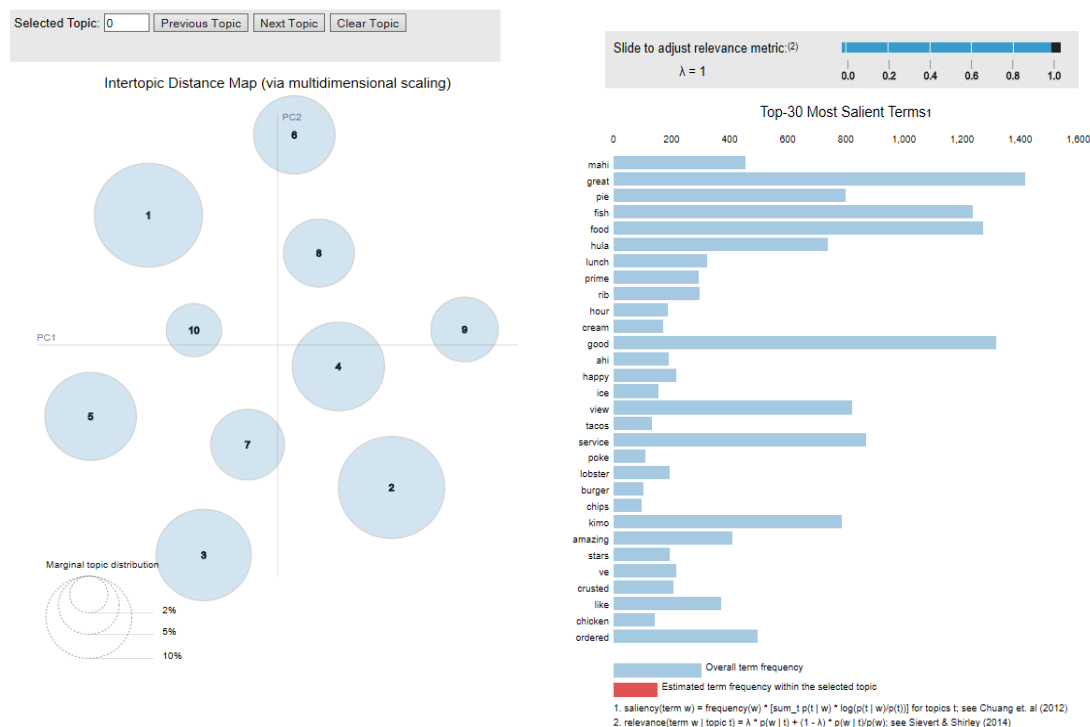 Selected Topic: 0 Previous Topic Next Topic Clear Topic
Slide to adjust relevance metric:(2)
λ = 1
0.0 0.2 0.4 0.6 0.8 1.0
Intertopic Distance Map (via multidimensional scaling)
PC2
PC1
6
1
8
10
9
4
5
7
2
3
Marginal topic distribution
2%
5%
10%
Top-30 Most Salient Terms1
0 200 400 600 800 1,000 1,200 1,400 1,600
mahi
great
pie
fish
food
hula
lunch
prime
rib
hour
cream
good
ahi
happy
ice
view
tacos
service
poke
lobster
burger
chips
kimo
amazing
stars
ve
crusted
like
chicken
ordered
Overall term frequency
Estimated term frequency within the selected topic
1. saliency(term w) = frequency(w) * [sum_t p(t | w) * log(p(t | w)/p(t))] for topics t; see Chuang et. al (2012)
2. relevance(term w | topic t) = λ * p(w | t) + (1 - λ) * p(w | t)/p(w); see Sievert & Shirley (2014)